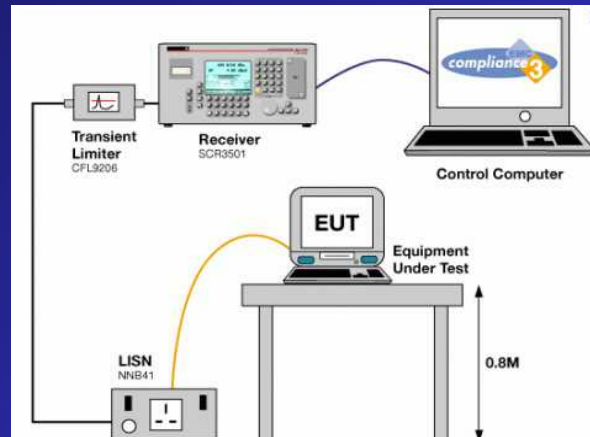 compliance 3
Transient
Limiter
CFL9206
Receiver
SCR3501
Control Computer
EUT
Equipment
Under Test
LISN
NNB41
0.8M